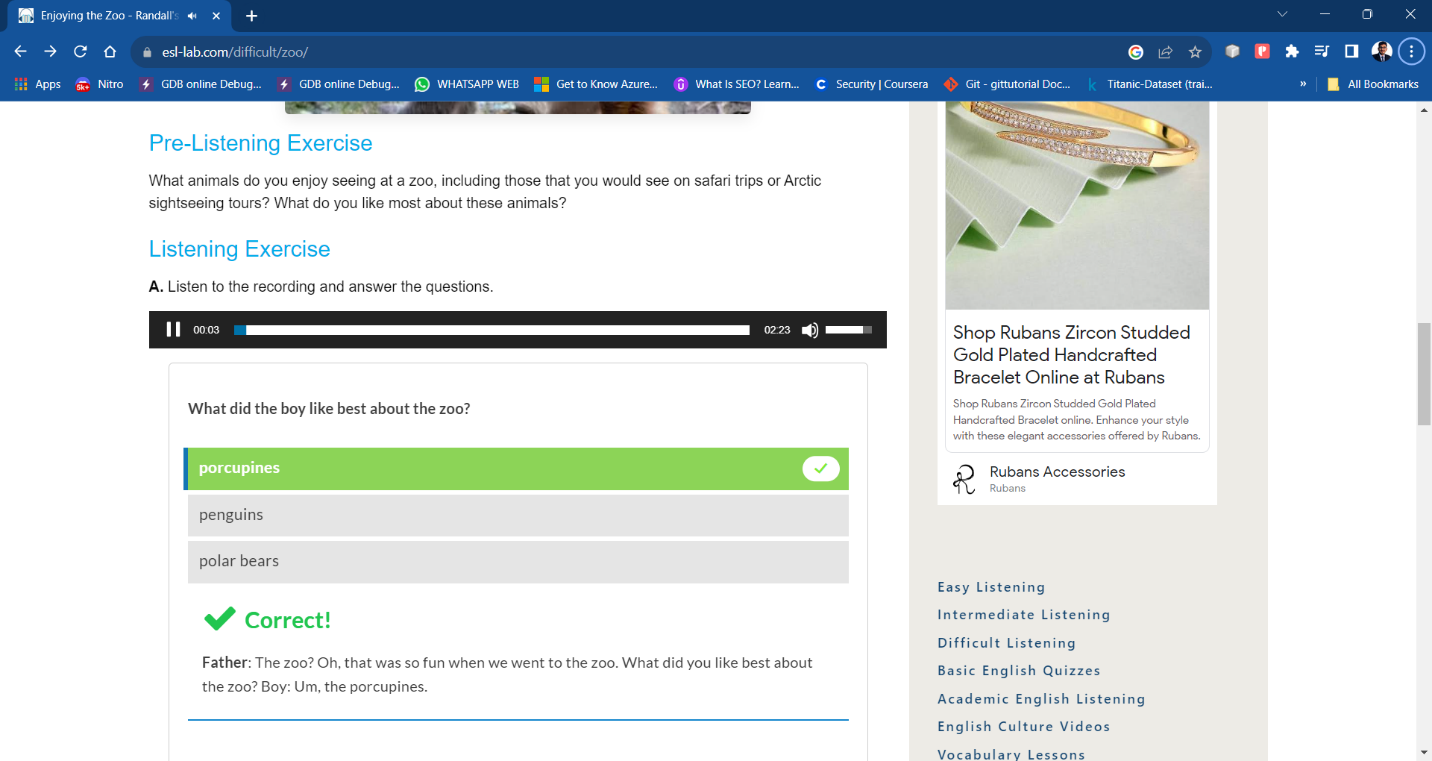 Enjoying the Zoo - Randall's
esl-lab.com/difficult/zoo/
Apps
5k+
Nitro
GDB online Debug...
GDB online Debug...
WHATSAPP WEB
Get to Know Azure...
What Is SEO? Learn...
Security | Coursera
Git - gittutorial Doc...
Titanic-Dataset (trai...
»
All Bookmarks
Pre-Listening Exercise
What animals do you enjoy seeing at a zoo, including those that you would see on safari trips or Arctic
sightseeing tours? What do you like most about these animals?
Listening Exercise
A. Listen to the recording and answer the questions.
00:03
02:23
What did the boy like best about the zoo?
porcupines
penguins
polar bears
Correct!
Father: The zoo? Oh, that was so fun when we went to the zoo. What did you like best about
the zoo? Boy: Um, the porcupines.
Shop Rubans Zircon Studded
Gold Plated Handcrafted
Bracelet Online at Rubans
Shop Rubans Zircon Studded Gold Plated
Handcrafted Bracelet online. Enhance your style
with these elegant accessories offered by Rubans.
Rubans Accessories
Rubans
Easy Listening
Intermediate Listening
Difficult Listening
Basic English Quizzes
Academic English Listening
English Culture Videos
Vocabulary Lessons